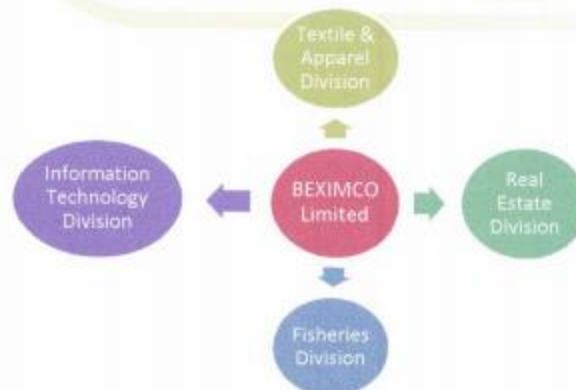 Textile &
Apparel
Division
Information
Technology
Division
BEXIMCO
Limited
Real
Estate
Division
Fisheries
Division